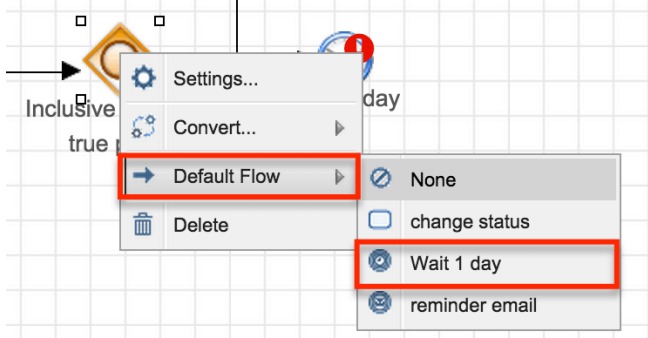 Inclusive
true
day
Settings...
Convert...
Default Flow
Delete
None
change status
Wait 1 day
reminder email